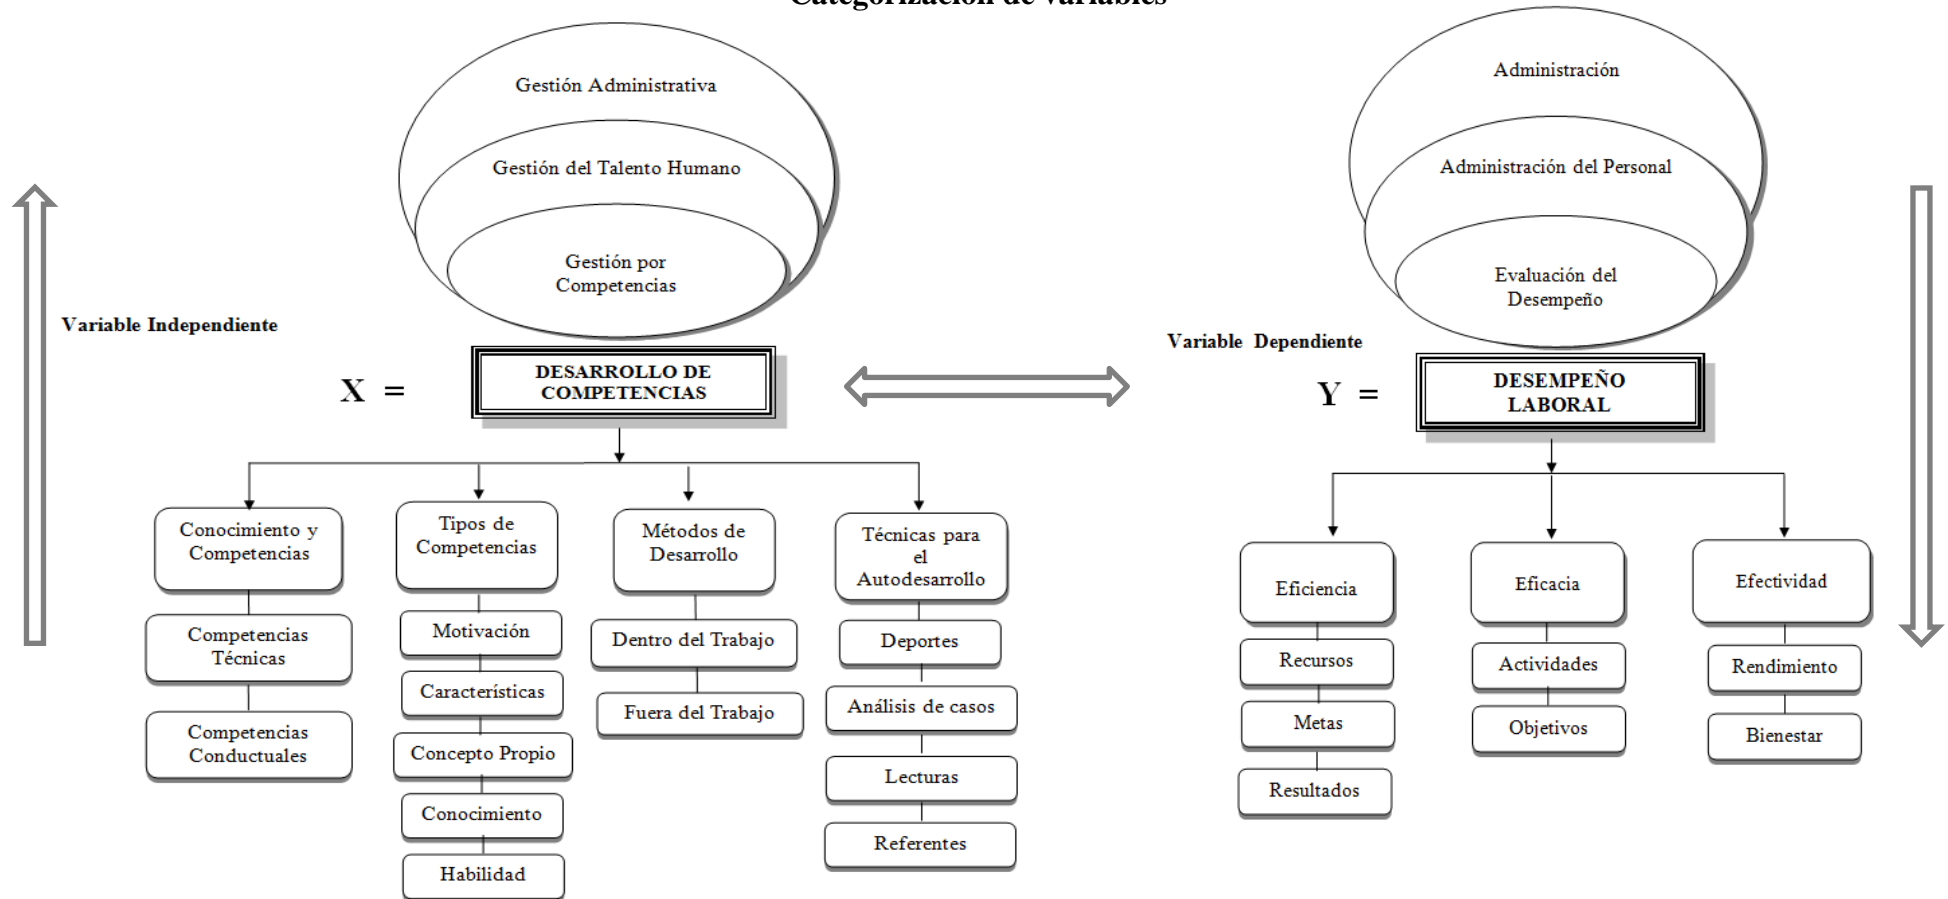 Categorización de variables
Gestión Administrativa
Gestión del Talento Humano
Gestión por
Competencias
Variable Independiente
X =
DESARROLLO DE
COMPETENCIAS
Conocimiento y
Competencias
Competencias
Técnicas
Competencias
Conductuales
Tipos de
Competencias
Motivación
Características
Concepto Propio
Conocimiento
Habilidad
Métodos de
Desarrollo
Dentro del Trabajo
Fuera del Trabajo
Técnicas para
el
Autodesarrollo
Deportes
Análisis de casos
Lecturas
Referentes
Administración
Administración del Personal
Evaluación del
Desempeño
Variable Dependiente
Y =
DESEMPEÑO
LABORAL
Eficiencia
Recursos
Metas
Resultados
Eficacia
Actividades
Objetivos
Efectividad
Rendimiento
Bienestar